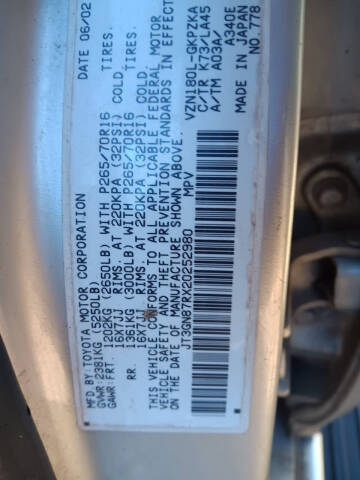 MFD. BY: TOYOTA MOTOR CORPORATION DATE 06/02
GVWR: 2381KG (5250LB)
GAWR: FRT. 1202KG (2650LB) WITH P265/70R16 TIRES,
16X7JJ RIMS, AT 220KPA (32PSI) COLD
RR. 1361KG (3000LB) WITH P265/70R16 TIRES,
16X7JJ RIMS, AT 220KPA (32PSI) COLD
THIS VEHICLE CONFORMS TO ALL APPLICABLE FEDERAL MOTOR
VEHICLE SAFETY AND THEFT PREVENTION STANDARDS IN EFFECT
ON THE DATE OF MANUFACTURE SHOWN ABOVE.
JT3GN87RX20252980 MPV
VZN180L-GKPZKA
C/TR K73/LA45
A/TM A03A/ A340E
MADE IN JAPAN
NO.778